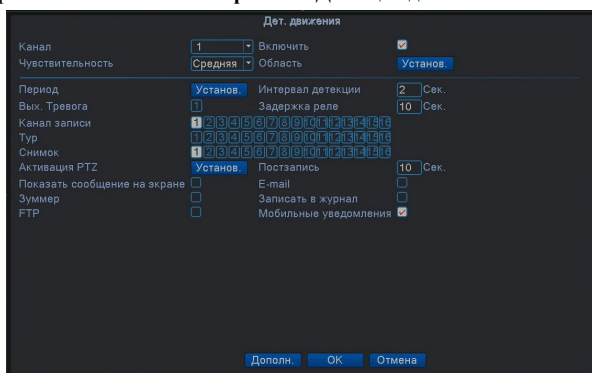 Дет. движения
Канал 1 Включить
Чувствительность Средняя Область Установ.
Период Установ. Интервал детекции 2 Сек.
Вых. Тревога 1 Задержка реле 10 Сек.
Канал записи 1 2 3 4 5 6 7 8 9 10 11 12 13 14 15 16
Тур 1 2 3 4 5 6 7 8 9 10 11 12 13 14 15 16
Снимок 1 2 3 4 5 6 7 8 9 10 11 12 13 14 15 16
Активация PTZ Установ. Постзапись 10 Сек.
Показать сообщение на экране E-mail
Зуммер Записать в журнал
FTP Мобильные уведомления
Дополн. OK Отмена